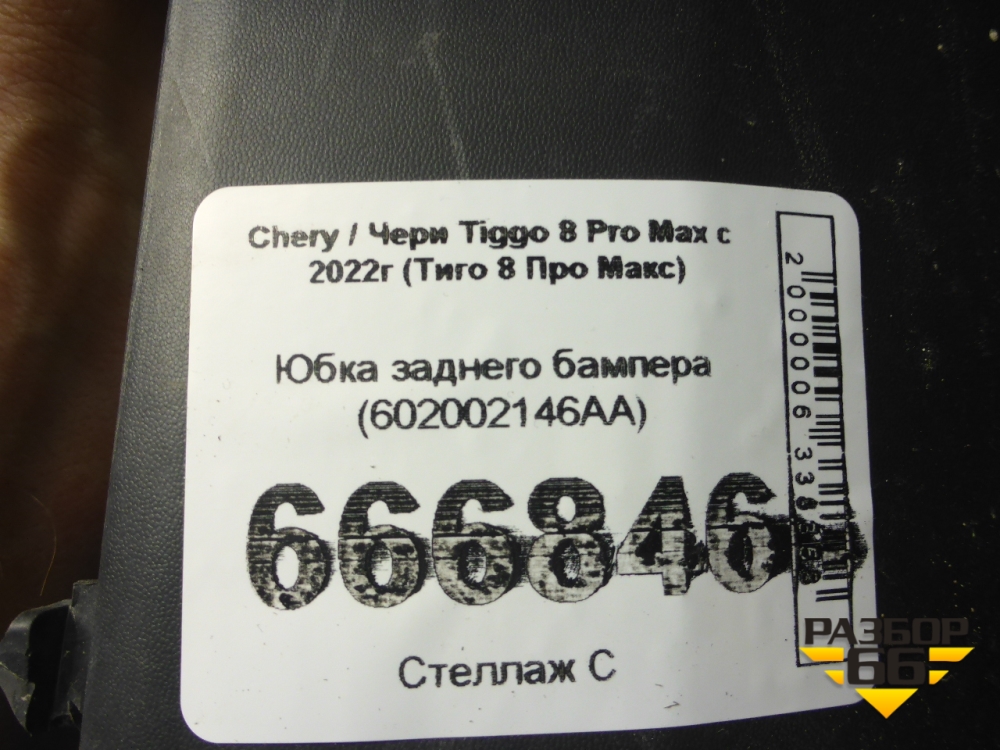 Chery / Чери Tiggo 8 Pro Max с
2022г (Тиго 8 Про Макс)
Юбка заднего бампера
(602002146AA)
666846
Стеллаж С
РАЗБОР
66